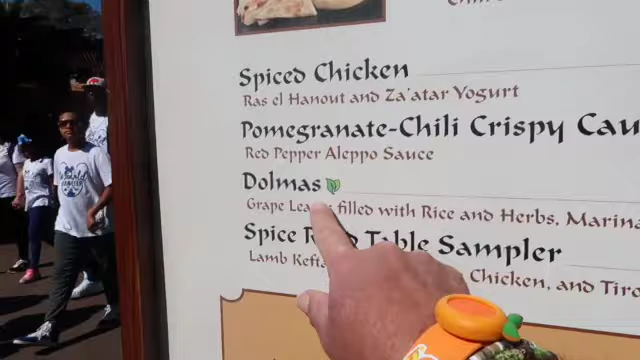 Spiced Chicken
Ras el Hanout and Za'atar Yogurt
Pomegranate-Chili Crispy Cau
Red Pepper Aleppo Sauce
Dolmas
Grape Lea filled with Rice and Herbs, Marina
Spice R d Table Sampler
Lamb Kefta Chicken, and Tiro